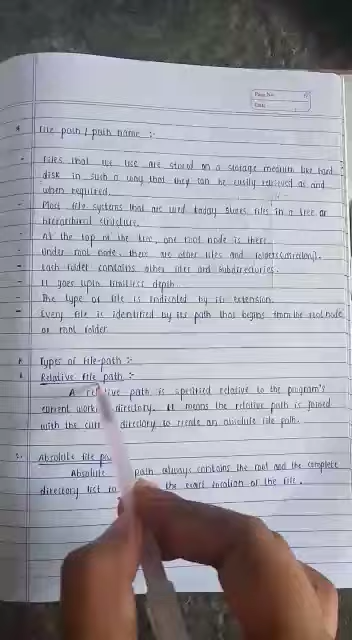 Page No.
Date
* File path / path name :-
- Files that we use are stored on a storage medium like hard
disk in such a way that they can be easily retrieved as and
when required.
- Most file systems that are used today stores files in a tree or
hierarchical structure.
- At the top of the tree, one root node is there.
- Under root node, there are other files and folders (directory).
- Each folder contains other files and subdirectories.
- It goes upto limitless depth.
- The type of file is indicated by its extension.
- Every file is identified by its path that begins from the root node
or root folder.
* Types of file-path :-
Relative file path :-
A relative path is specified relative to the program's
current directory. It means the relative path is joined
with the directory to create an absolute file path.
2. Absolute file
Absolute path always contains the root and the complete
directory list to the exact location of the file.